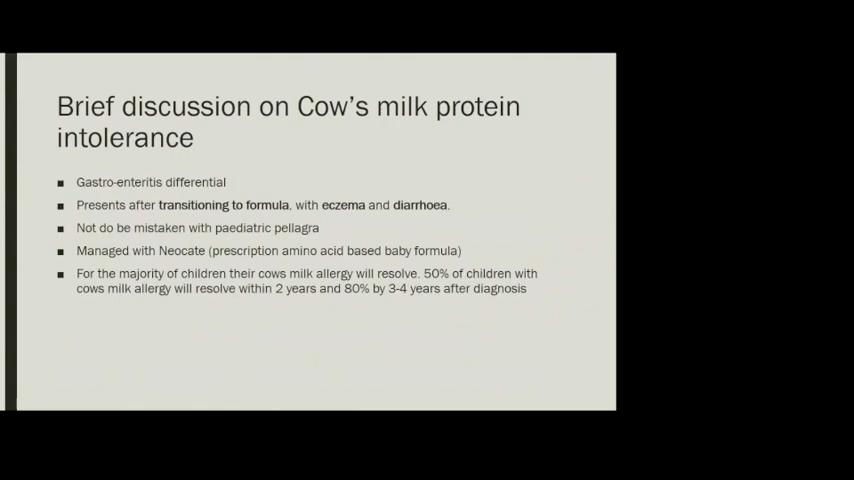 Brief discussion on Cow's milk protein
intolerance
■ Gastro-enteritis differential
■ Presents after transitioning to formula, with eczema and diarrhoea.
■ Not do be mistaken with paediatric pellagra
■ Managed with Neocate (prescription amino acid based baby formula)
■ For the majority of children their cows milk allergy will resolve. 50% of children with
cows milk allergy will resolve within 2 years and 80% by 3-4 years after diagnosis